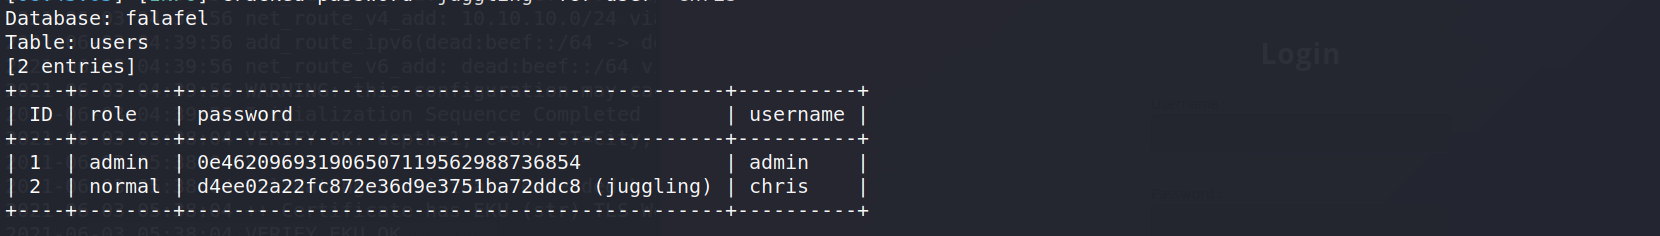 Database: falafel
Table: users
[2 entries]
+----+--------+---------------------------------------------+----------+
| ID | role   | password                                    | username |
+----+--------+---------------------------------------------+----------+
| 1  | admin  | 0e462096931906507119562988736854            | admin    |
| 2  | normal | d4ee02a22fc872e36d9e3751ba72ddc8 (juggling) | chris    |
+----+--------+---------------------------------------------+----------+
Login